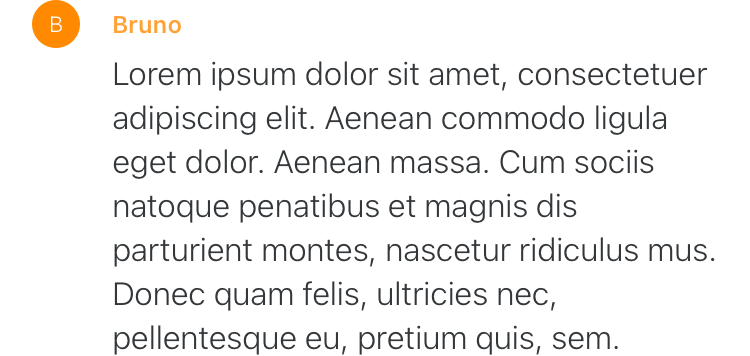 B
Bruno
Lorem ipsum dolor sit amet, consectetuer
adipiscing elit. Aenean commodo ligula
eget dolor. Aenean massa. Cum sociis
natoque penatibus et magnis dis
parturient montes, nascetur ridiculus mus.
Donec quam felis, ultricies nec,
pellentesque eu, pretium quis, sem.